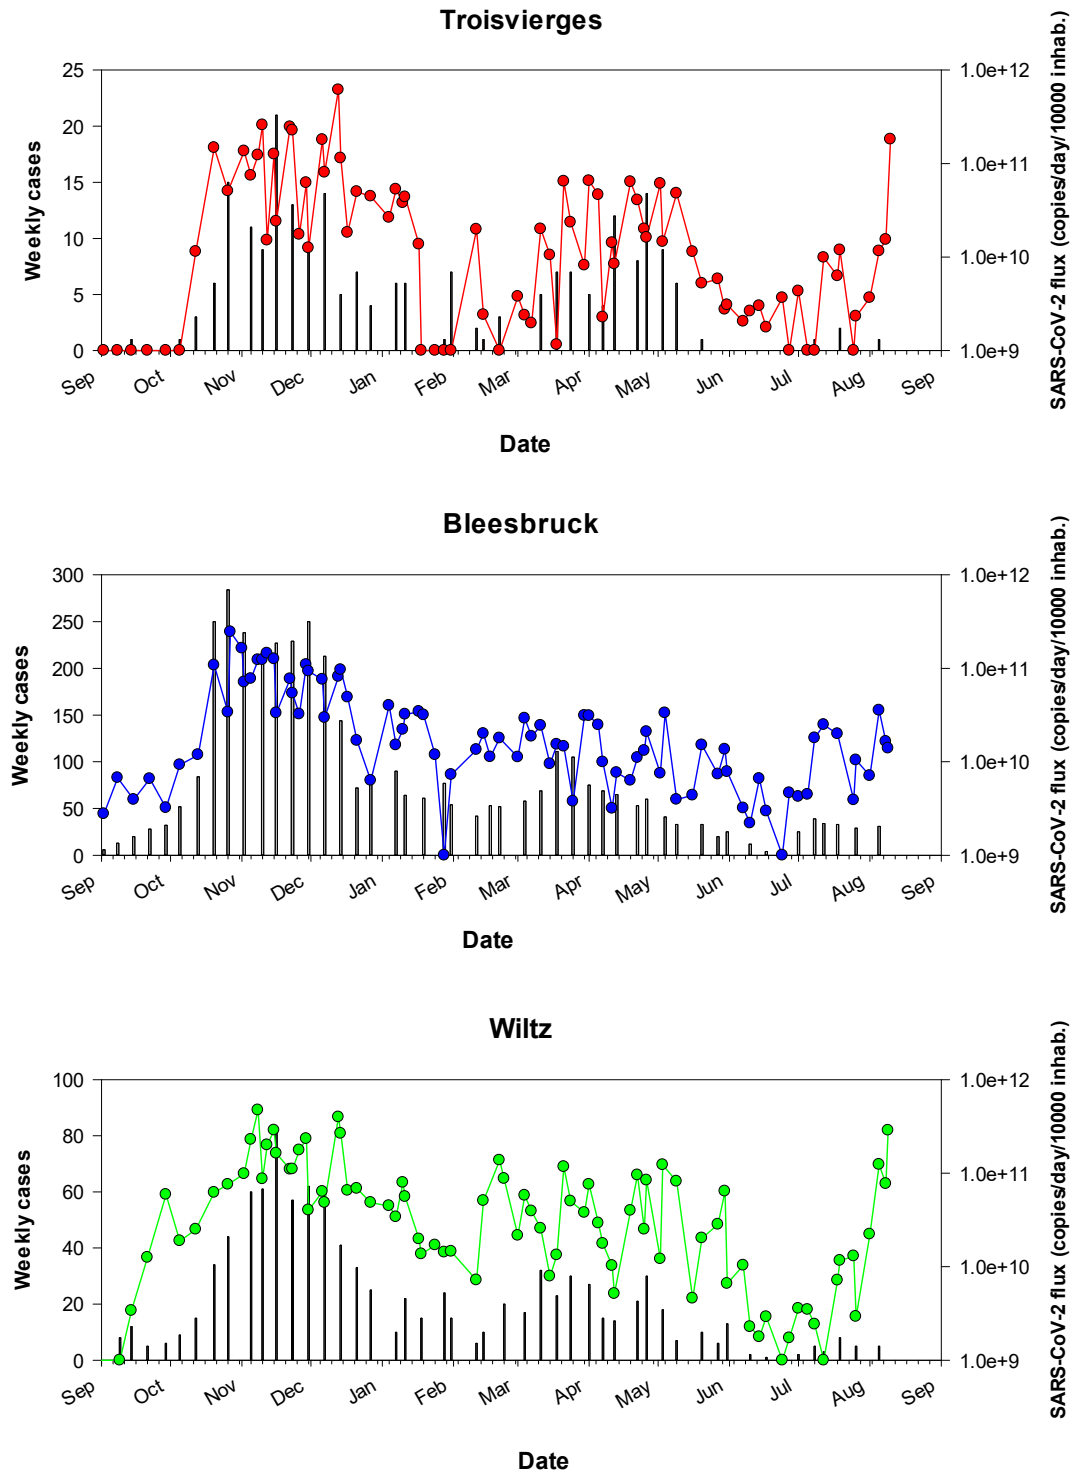 Troisvierges
Weekly cases
25
20
15
10
5
0
1.0e+12
1.0e+11
1.0e+10
1.0e+9
SARS-CoV-2 flux (copies/day/10000 inhab.)
Sep Oct Nov Dec Jan Feb Mar Apr May Jun Jul Aug Sep
Date
Bleesbruck
Weekly cases
300
250
200
150
100
50
0
1.0e+12
1.0e+11
1.0e+10
1.0e+9
SARS-CoV-2 flux (copies/day/10000 inhab.)
Sep Oct Nov Dec Jan Feb Mar Apr May Jun Jul Aug Sep
Date
Wiltz
Weekly cases
100
80
60
40
20
0
1.0e+12
1.0e+11
1.0e+10
1.0e+9
SARS-CoV-2 flux (copies/day/10000 inhab.)
Sep Oct Nov Dec Jan Feb Mar Apr May Jun Jul Aug Sep
Date